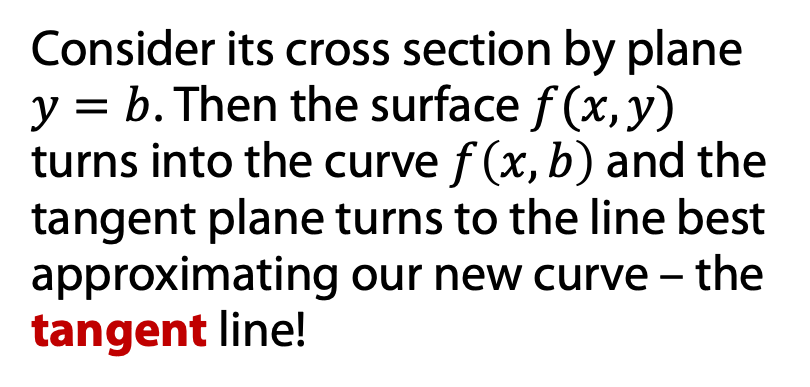 Consider its cross section by plane
y = b. Then the surface f(x, y)
turns into the curve f(x, b) and the
tangent plane turns to the line best
approximating our new curve – the
tangent line!